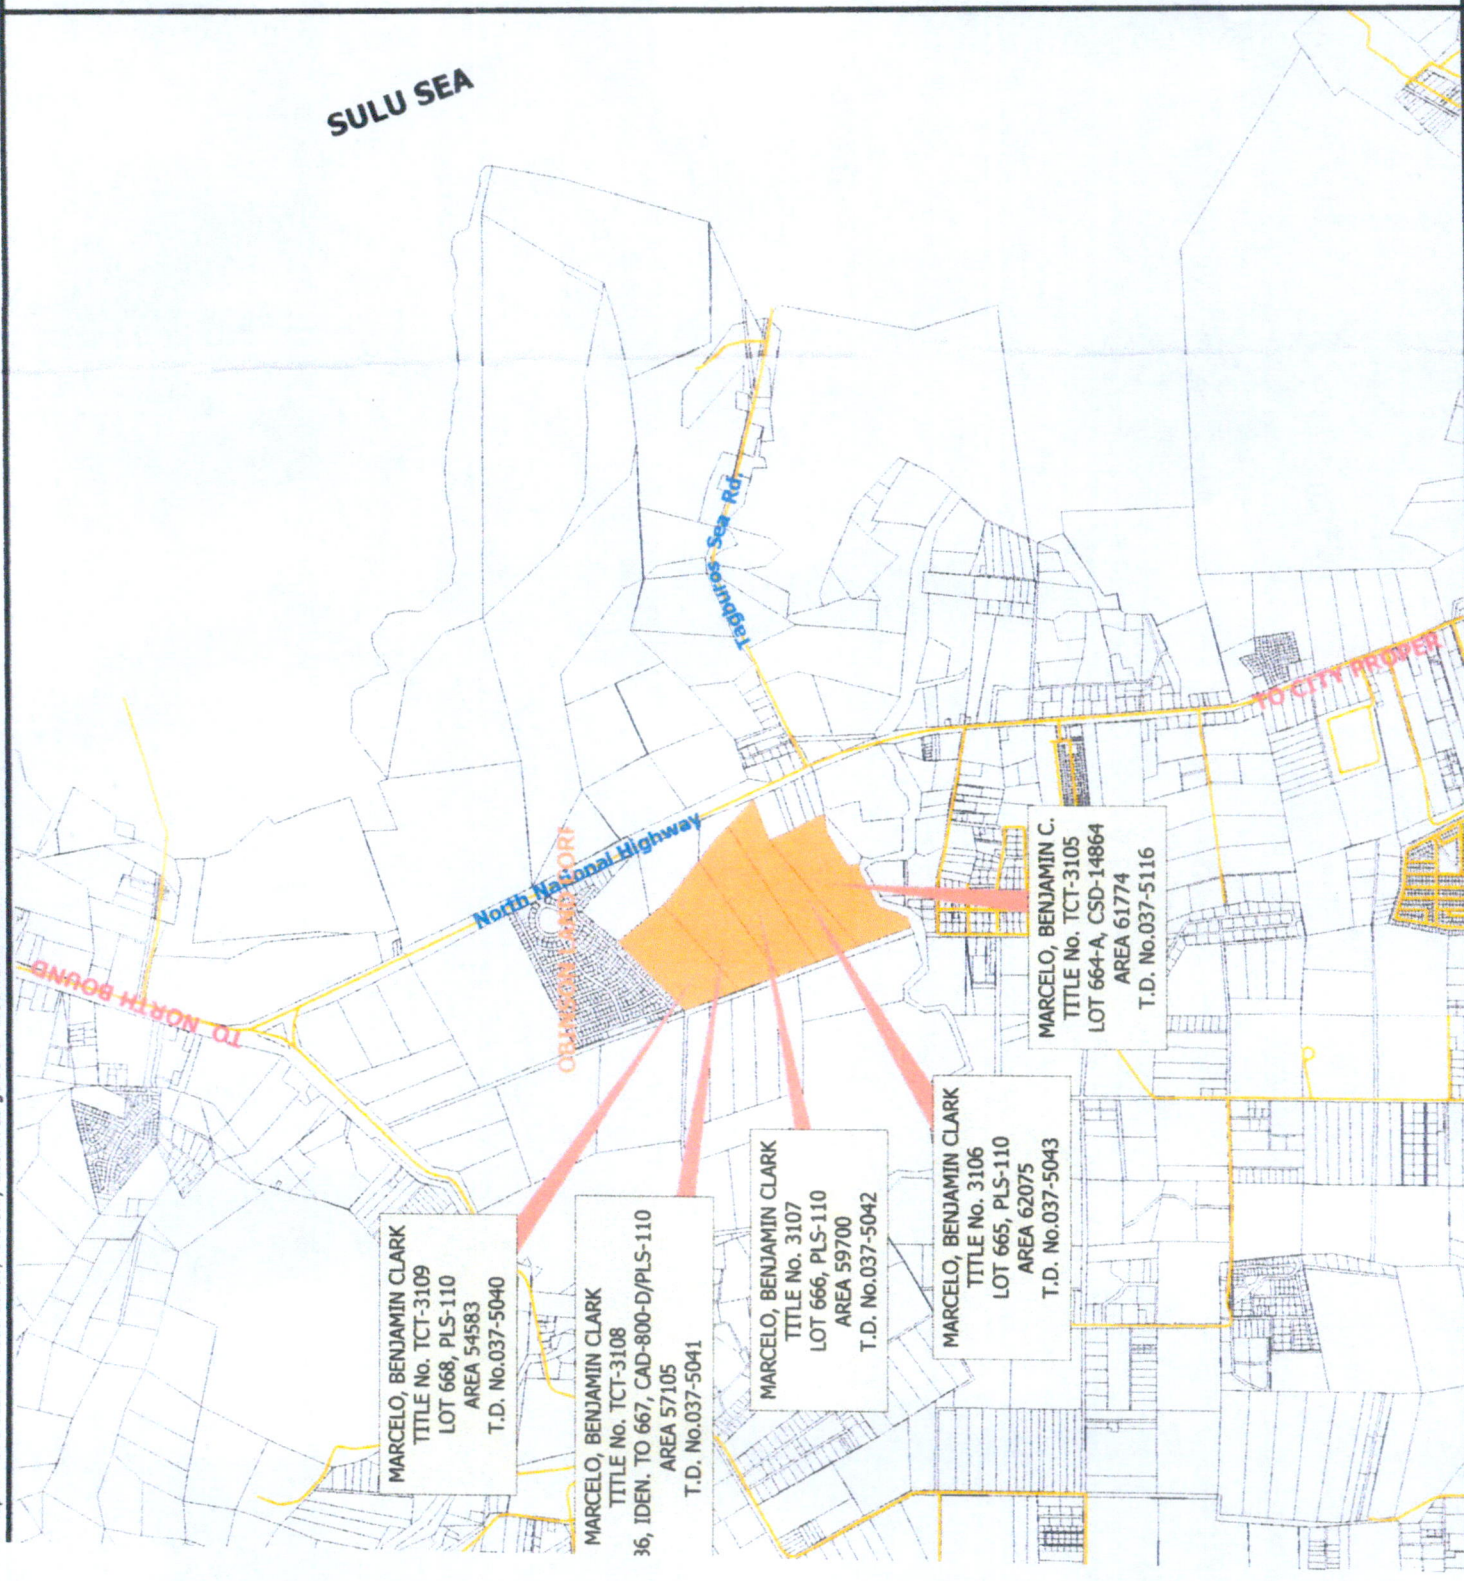 SULU SEA
TO NORTH BOUND
North National Highway
Tagburos Sea Rd.
TO CITY PROPER
MARCELO, BENJAMIN CLARK
TITLE No. TCT-3109
LOT 668, PLS-110
AREA 54583
T.D. No.037-5040
MARCELO, BENJAMIN CLARK
TITLE No. TCT-3108
36, IDEN. TO 667, CAD-800-D/PLS-110
AREA 57105
T.D. No.037-5041
MARCELO, BENJAMIN CLARK
TITLE No. 3107
LOT 666, PLS-110
AREA 59700
T.D. No.037-5042
MARCELO, BENJAMIN CLARK
TITLE No. 3106
LOT 665, PLS-110
AREA 62075
T.D. No.037-5043
MARCELO, BENJAMIN C.
TITLE No. TCT-3105
LOT 664-A, CSD-14864
AREA 61774
T.D. No.037-5116